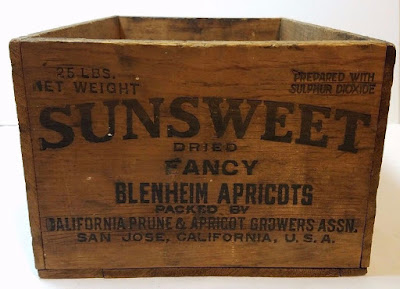 25 LBS.
NET WEIGHT
PREPARED WITH
SULPHUR DIOXIDE
SUNSWEET
DRIED
FANCY
BLENHEIM APRICOTS
PACKED BY
CALIFORNIA PRUNE & APRICOT GROWERS ASSN.
SAN JOSE, CALIFORNIA, U.S.A.